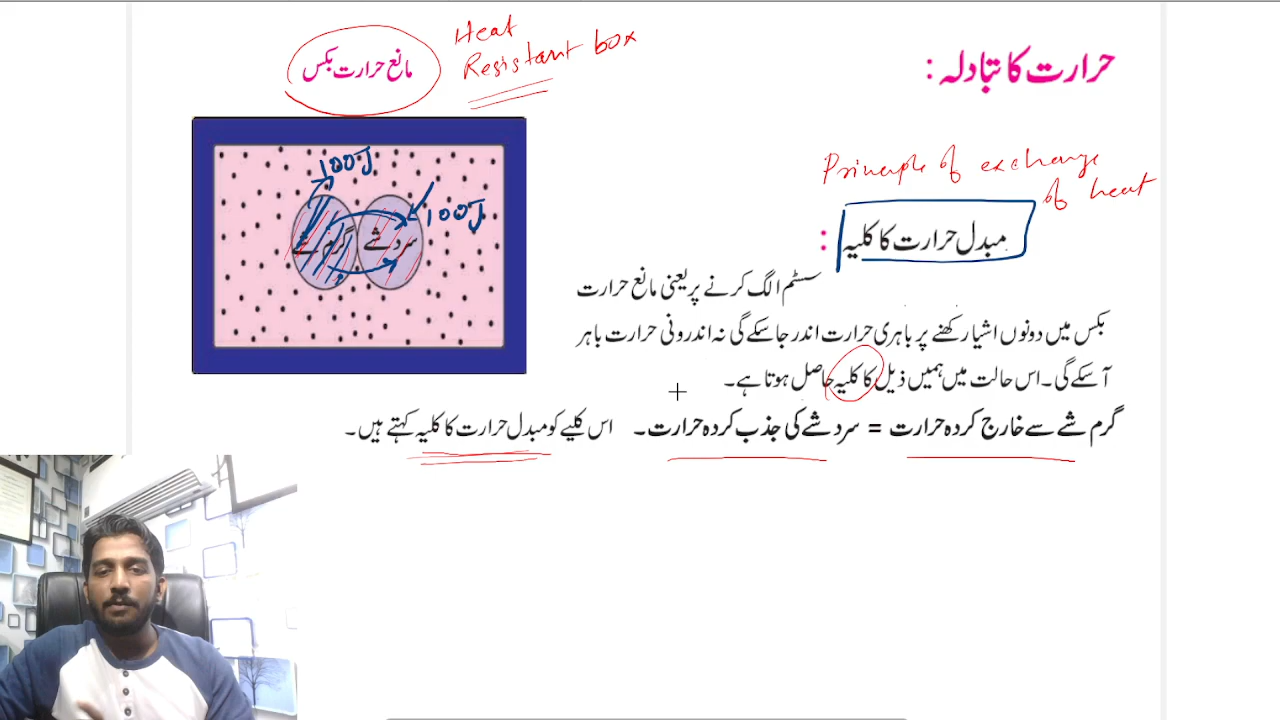 حرارت کا تبادلہ :
مانع حرارت بکس
Heat
Resistant box
100J
100J
گرم شے
سرد شے
Principle of exchange
of heat
مبدل حرارت کا کلیہ :
سسٹم الگ کرنے پر یعنی مانع حرارت
بکس میں دونوں اشیا رکھنے پر باہری حرارت اندر جا سکے گی نہ اندرونی حرارت باہر
آ سکے گی۔ اس حالت میں ہمیں ذیل کا کلیہ حاصل ہوتا ہے۔
گرم شے سے خارج کردہ حرارت = سرد شے کی جذب کردہ حرارت۔ اس کلیے کو مبدل حرارت کا کلیہ کہتے ہیں۔